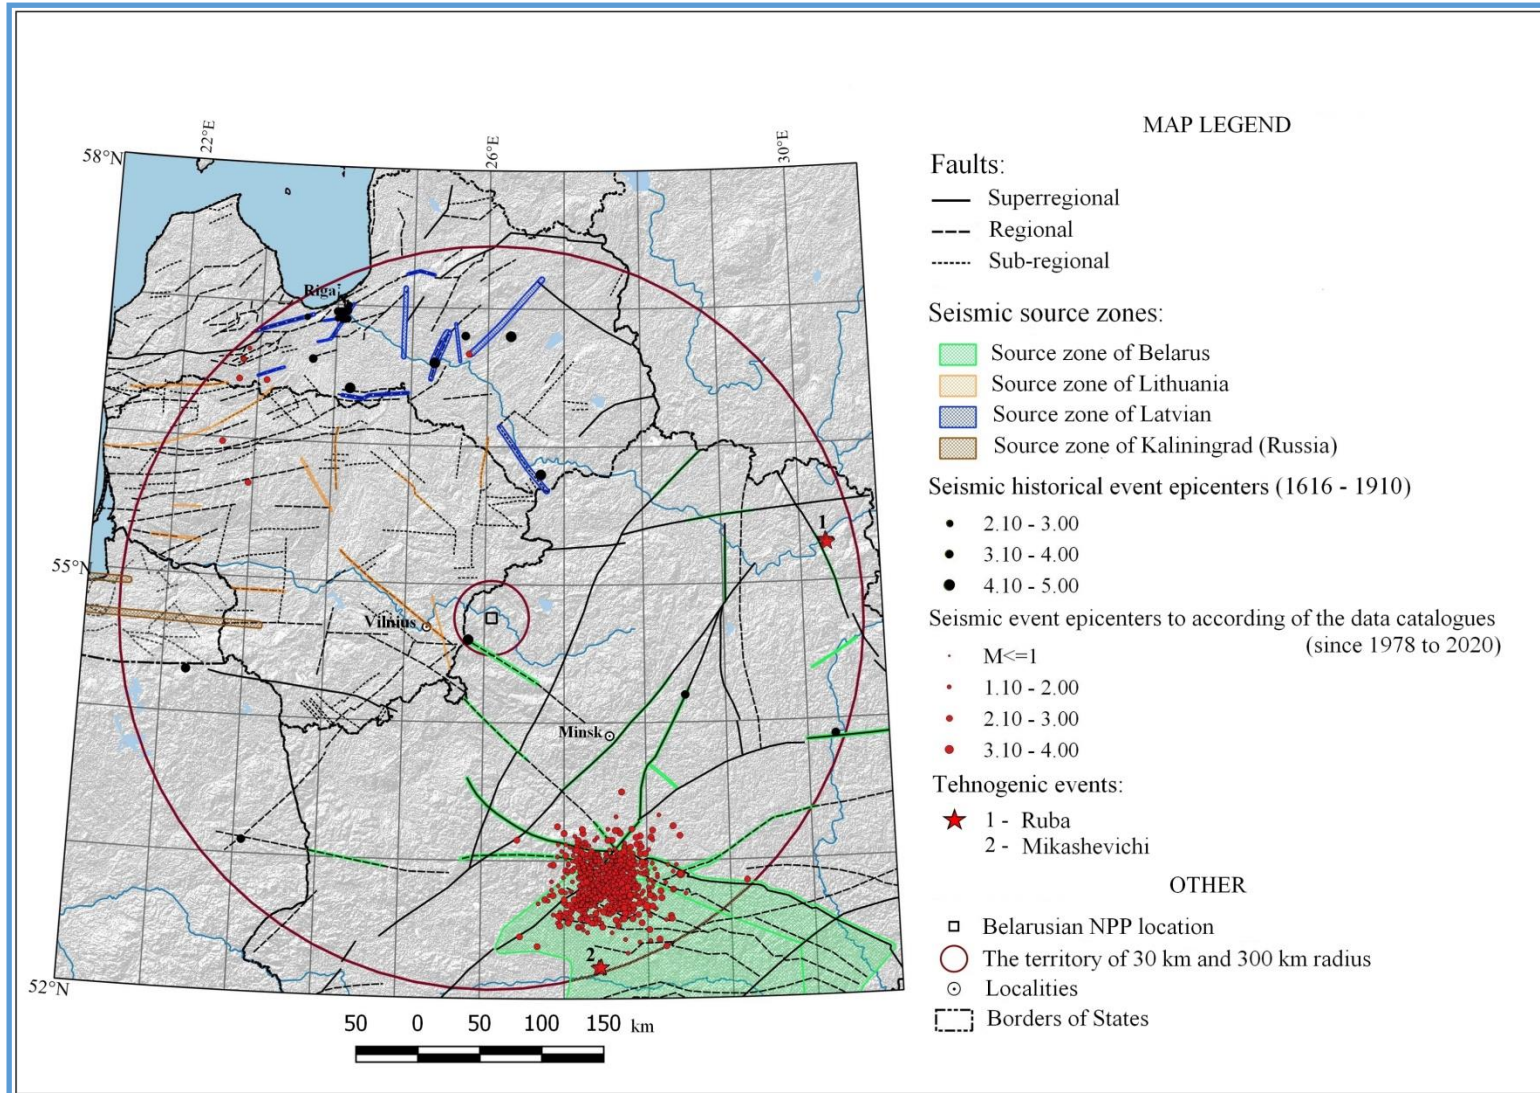 22°E
26°E
30°E
58°N
55°N
52°N
Riga
Vilnius
Minsk
1
2
50 0 50 100 150 km
MAP LEGEND
Faults:
Superregional
Regional
Sub-regional
Seismic source zones:
Source zone of Belarus
Source zone of Lithuania
Source zone of Latvian
Source zone of Kaliningrad (Russia)
Seismic historical event epicenters (1616 - 1910)
2.10 - 3.00
3.10 - 4.00
4.10 - 5.00
Seismic event epicenters to according of the data catalogues
(since 1978 to 2020)
M<=1
1.10 - 2.00
2.10 - 3.00
3.10 - 4.00
Tehnogenic events:
1 - Ruba
2 - Mikashevichi
OTHER
Belarusian NPP location
The territory of 30 km and 300 km radius
Localities
Borders of States